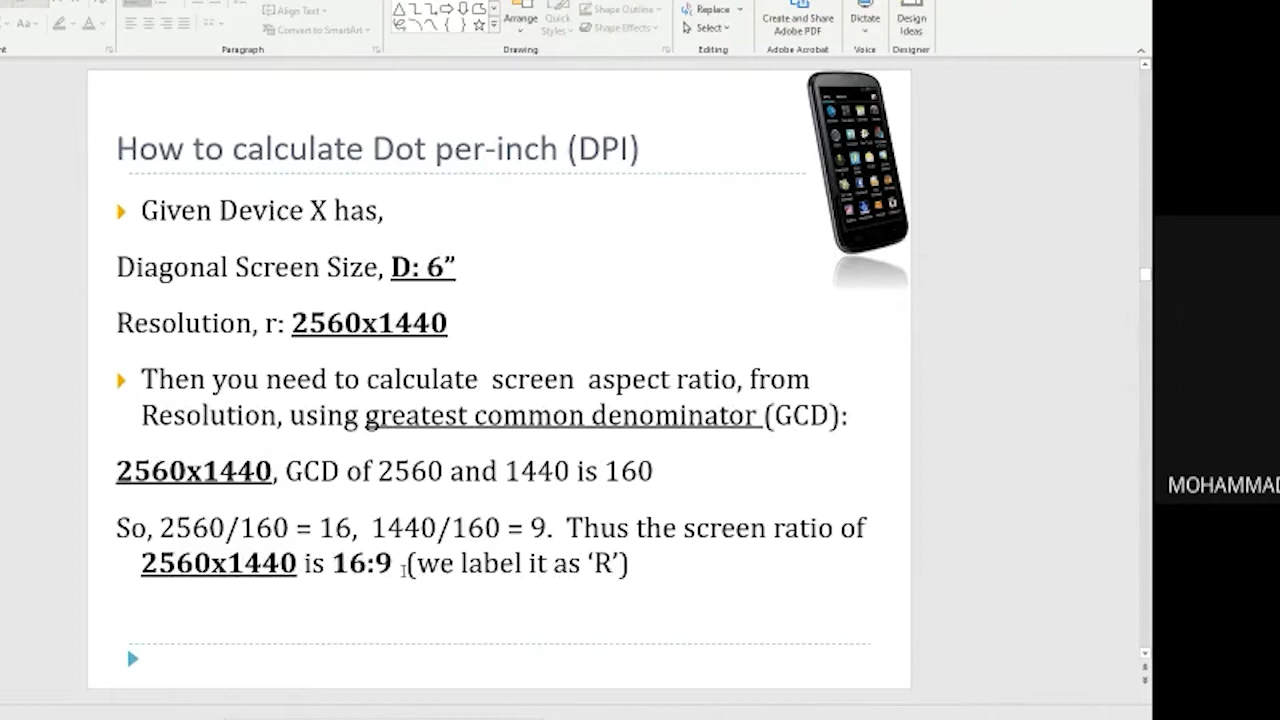 Align Text
Aa
Convert to SmartArt
Arrange
Quick
Styles
Shape Outline
Shape Effects
Replace
Select
Create and Share
Adobe PDF
Dictate
Design
Ideas
Paragraph
Drawing
Editing
Adobe Acrobat
Voice
Designer
How to calculate Dot per-inch (DPI)
Given Device X has,
Diagonal Screen Size, D: 6”
Resolution, r: 2560x1440
Then you need to calculate screen aspect ratio, from
Resolution, using greatest common denominator (GCD):
2560x1440, GCD of 2560 and 1440 is 160
So, 2560/160 = 16, 1440/160 = 9. Thus the screen ratio of
2560x1440 is 16:9 (we label it as ‘R’)
MOHAMMAD